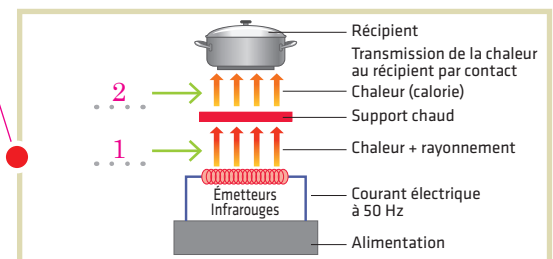 Récipient
Transmission de la chaleur
au récipient par contact
2
Chaleur (calorie)
Support chaud
1
Chaleur + rayonnement
Émetteurs
Infrarouges
Courant électrique
à 50 Hz
Alimentation